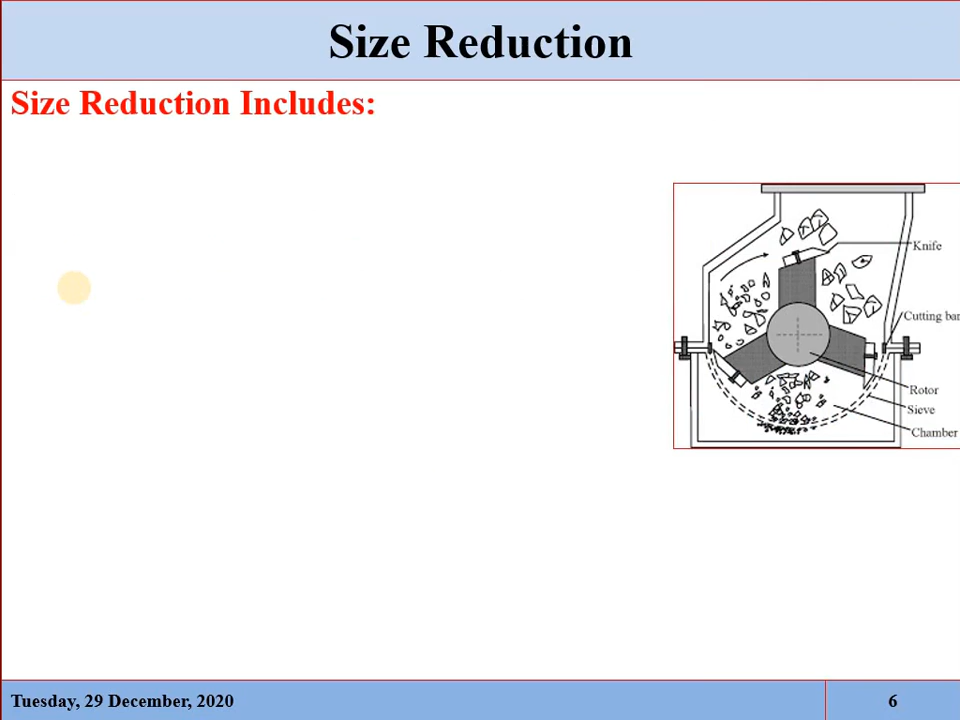 Size Reduction
Size Reduction Includes:
Knife
Cutting bar
Rotor
Sieve
Chamber
Tuesday, 29 December, 2020
6